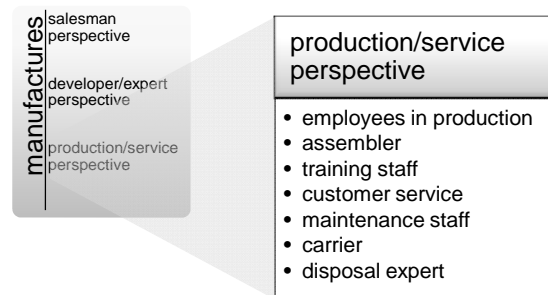 manufactures
salesman
perspective
developer/expert
perspective
production/service
perspective
production/service
perspective
• employees in production
• assembler
• training staff
• customer service
• maintenance staff
• carrier
• disposal expert